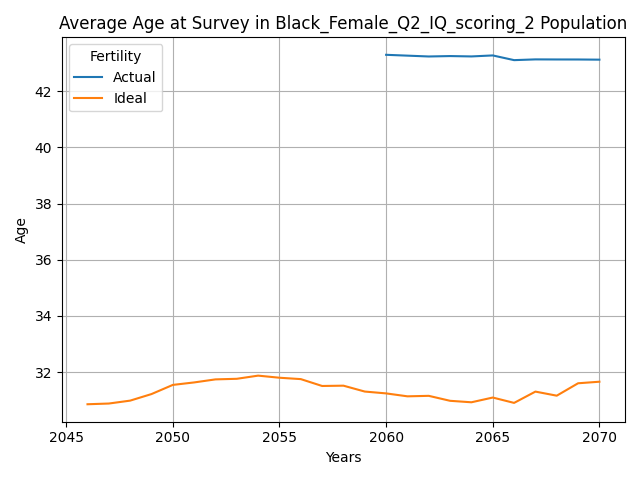 Average Age at Survey in Black_Female_Q2_IQ_scoring_2 Population
Fertility
Actual
Ideal
42
40
38
36
34
32
Age
2045
2050
2055
2060
2065
2070
Years